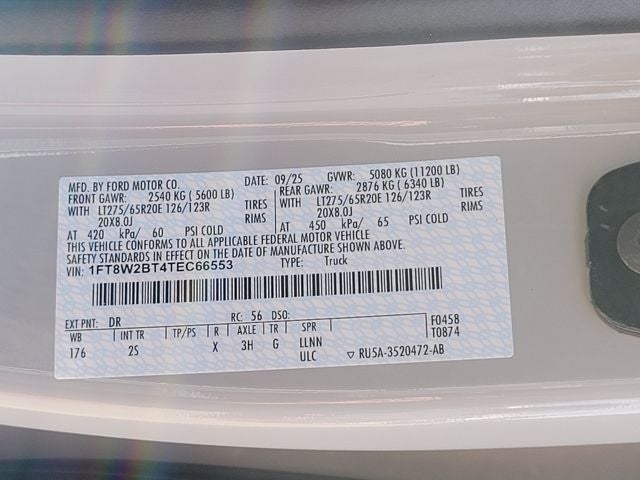 MFD. BY FORD MOTOR CO. DATE: 09/25 GVWR: 5080 KG (11200 LB)
FRONT GAWR: 2540 KG (5600 LB) REAR GAWR: 2876 KG (6340 LB)
WITH LT275/65R20E 126/123R TIRES WITH LT275/65R20E 126/123R TIRES
20X8.0J RIMS 20X8.0J RIMS
AT 420 kPa/ 60 PSI COLD AT 450 kPa/ 65 PSI COLD
THIS VEHICLE CONFORMS TO ALL APPLICABLE FEDERAL MOTOR VEHICLE
SAFETY STANDARDS IN EFFECT ON THE DATE OF MANUFACTURE SHOWN ABOVE.
VIN: 1FT8W2BT4TEC66553 TYPE: Truck
EXT PNT: DR RC: 56 DSO: F0458
WB INT TR TP/PS R AXLE TR SPR T0874
176 2S X 3H G LLNN
ULC RU5A-3520472-AB